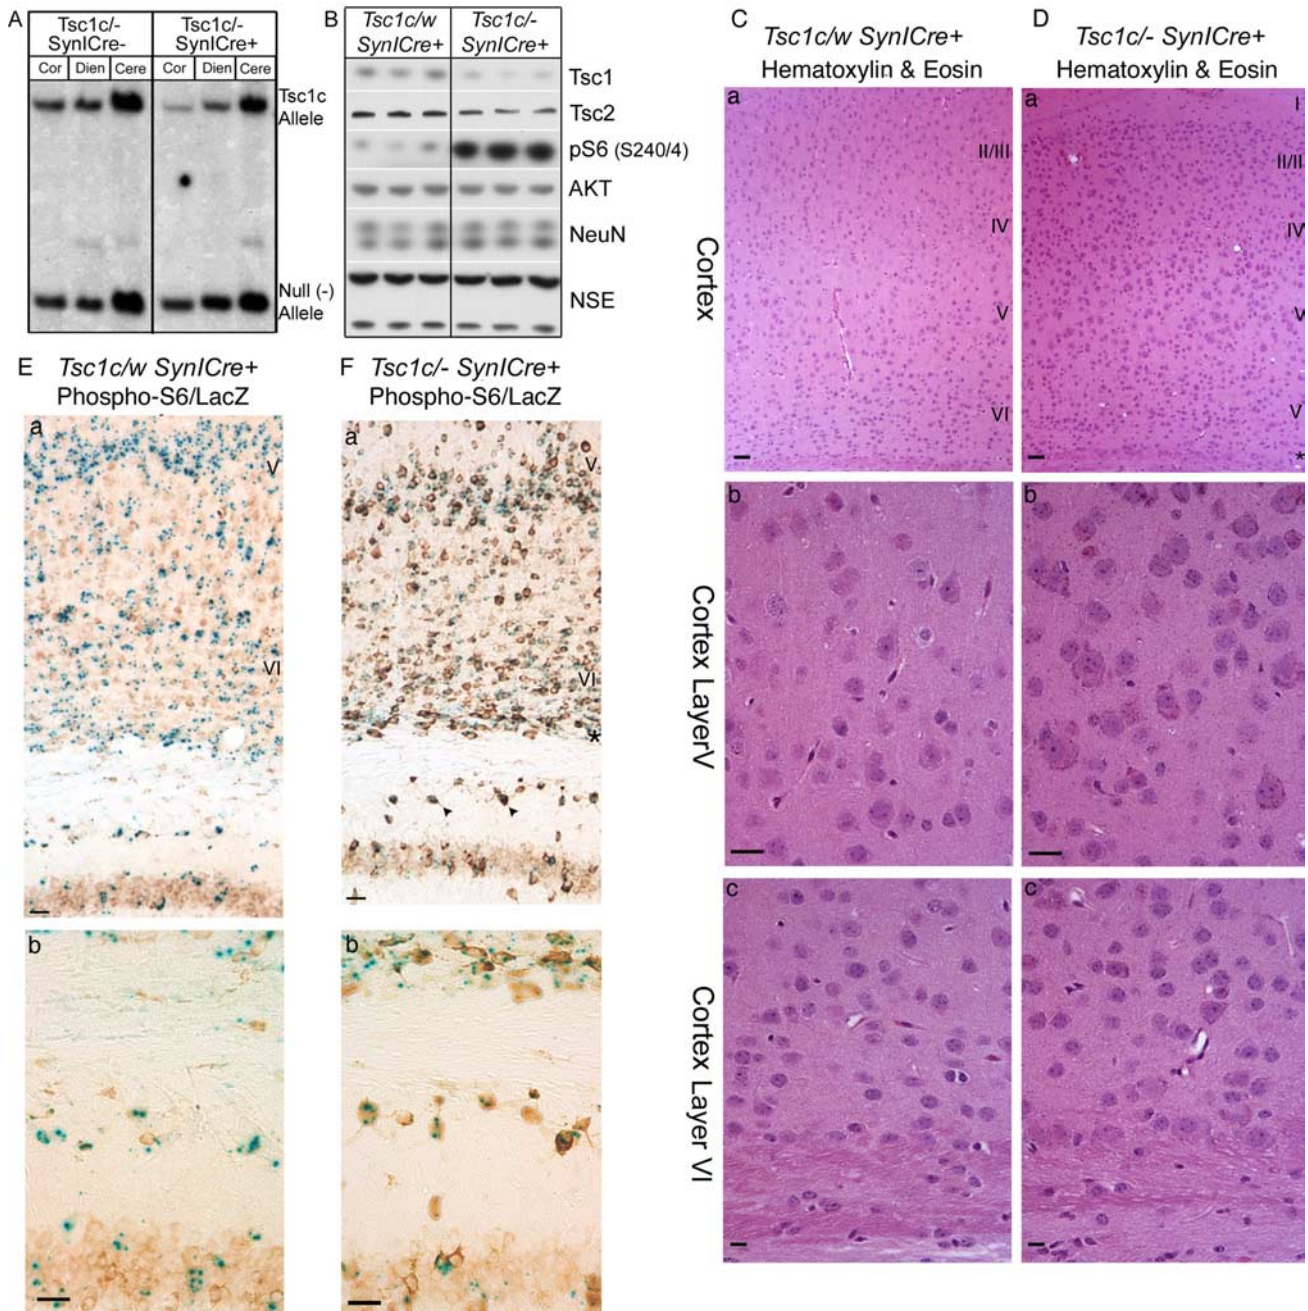 A
Tsc1c/-
SynICre-
Tsc1c/-
SynICre+
Cor Dien Cere Cor Dien Cere
Tsc1c
Allele
Null (-)
Allele
B
Tsc1c/w
SynICre+
Tsc1c/-
SynICre+
Tsc1
Tsc2
pS6 (S240/4)
AKT
NeuN
NSE
C
Tsc1c/w SynICre+
Hematoxylin & Eosin
D
Tsc1c/- SynICre+
Hematoxylin & Eosin
Cortex
a
II/III
IV
V
VI
a
I
II/II
IV
V
V
*
Cortex LayerV
b
b
Cortex Layer VI
c
c
E
Tsc1c/w SynICre+
Phospho-S6/LacZ
a
V
VI
b
F
Tsc1c/- SynICre+
Phospho-S6/LacZ
a
V
VI
*
b